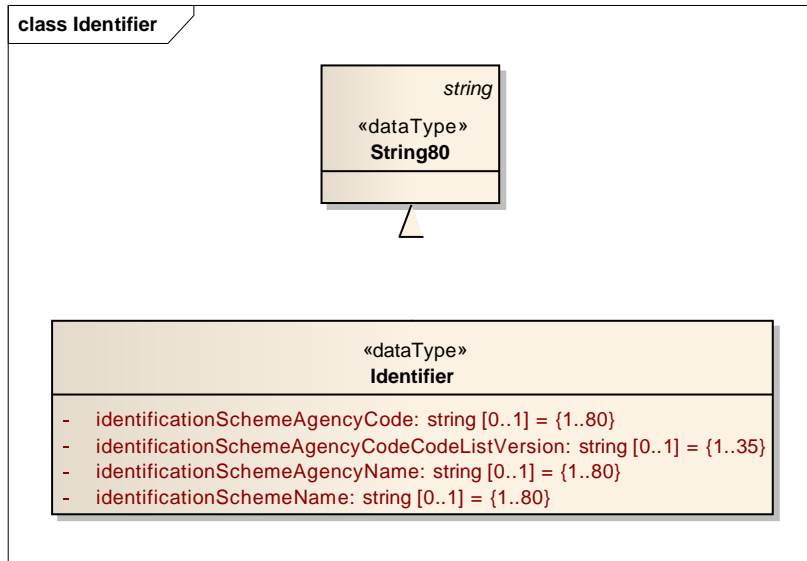 class Identifier
string
«dataType»
String80
«dataType»
Identifier
- identificationSchemeAgencyCode: string [0..1] = {1..80}
- identificationSchemeAgencyCodeCodeListVersion: string [0..1] = {1..35}
- identificationSchemeAgencyName: string [0..1] = {1..80}
- identificationSchemeName: string [0..1] = {1..80}